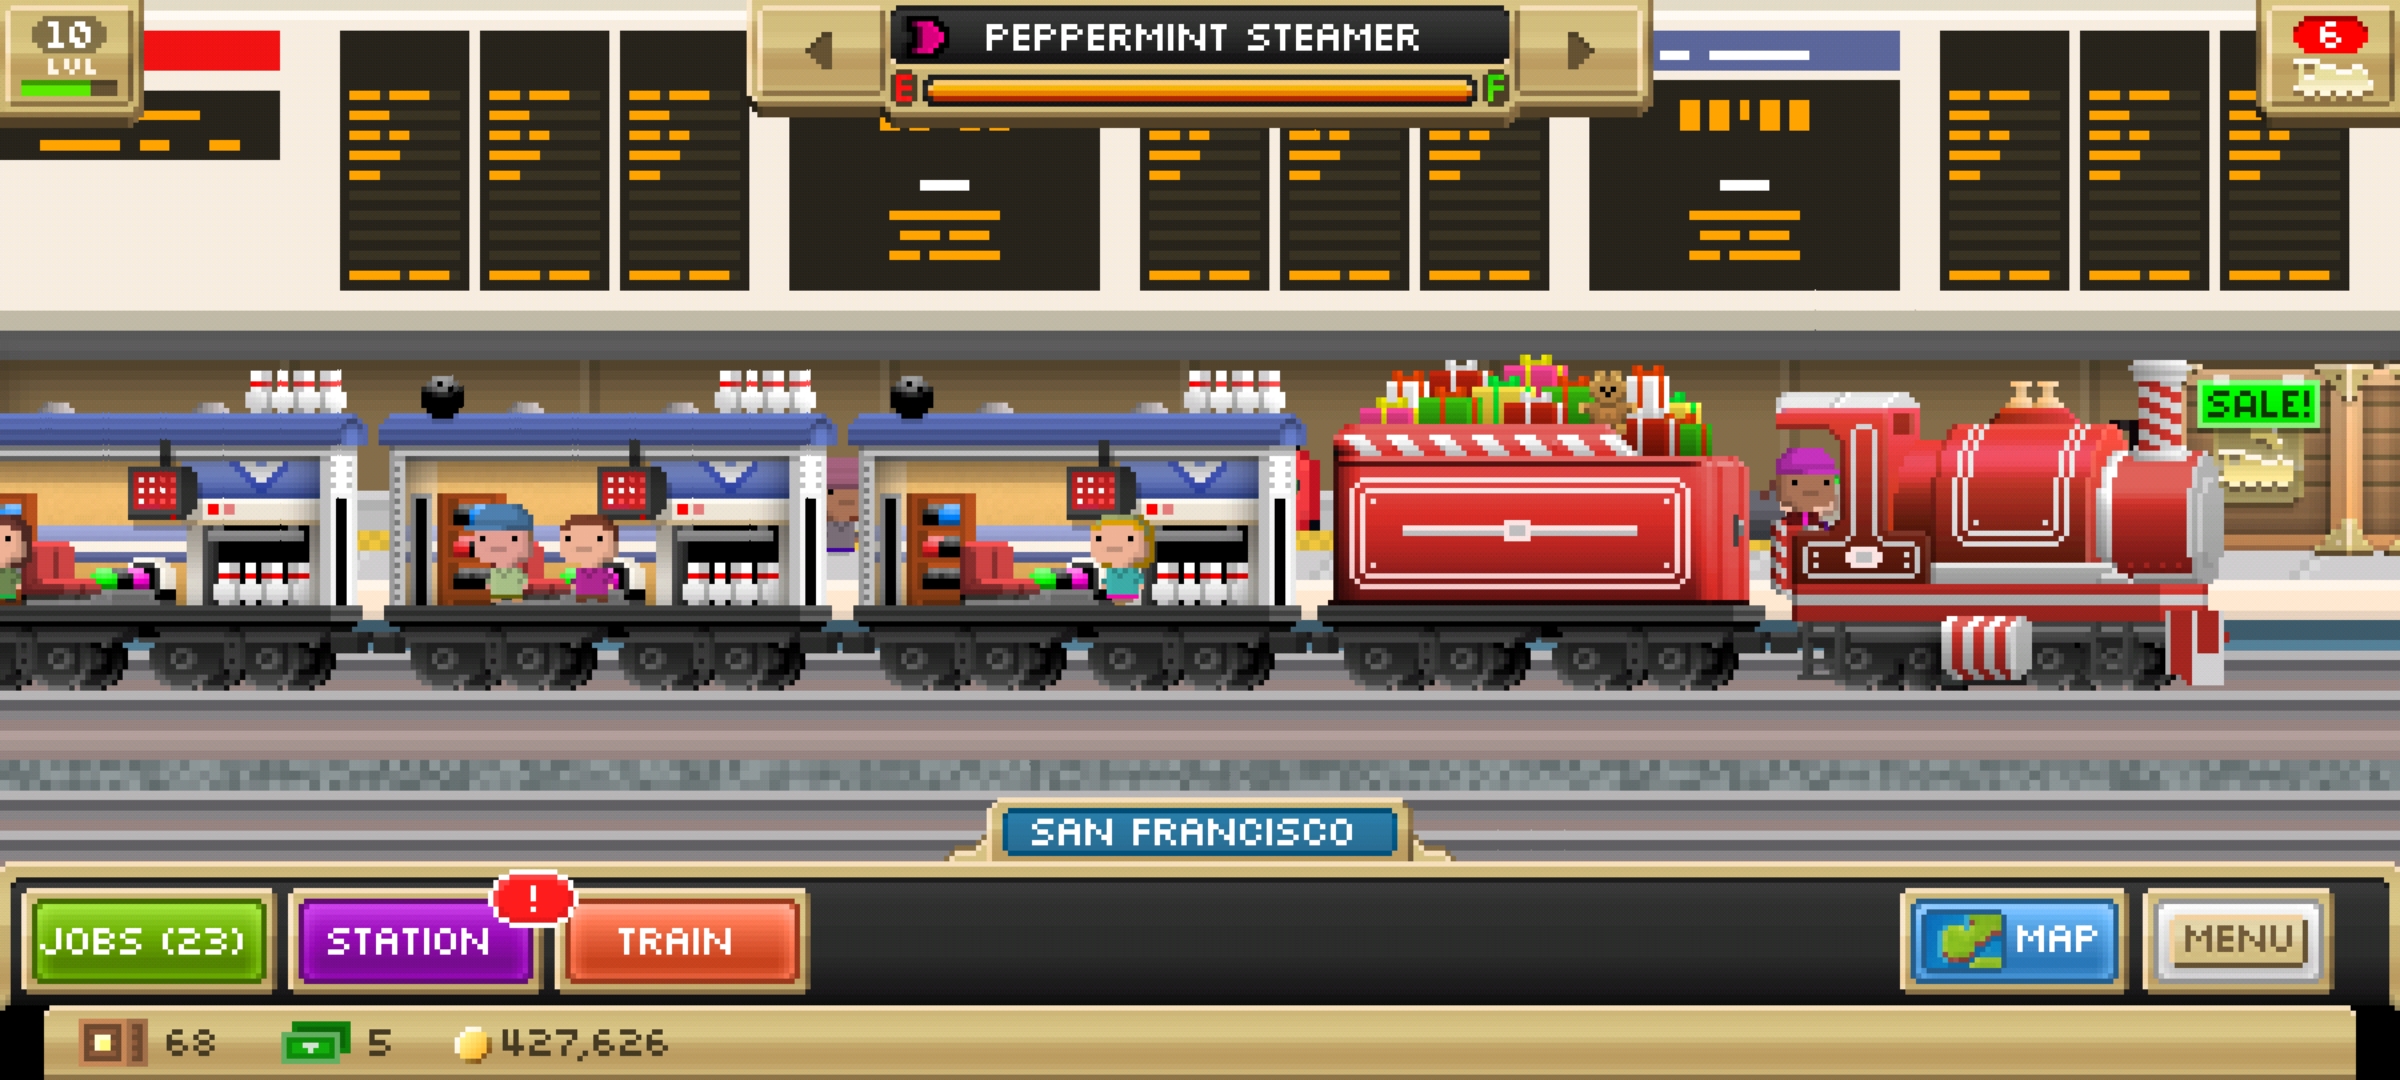 10
LVL
PEPPERMINT STEAMER
E F
6
SALE!
SAN FRANCISCO
JOBS (23)
STATION
!
TRAIN
MAP
MENU
68
5
427,626